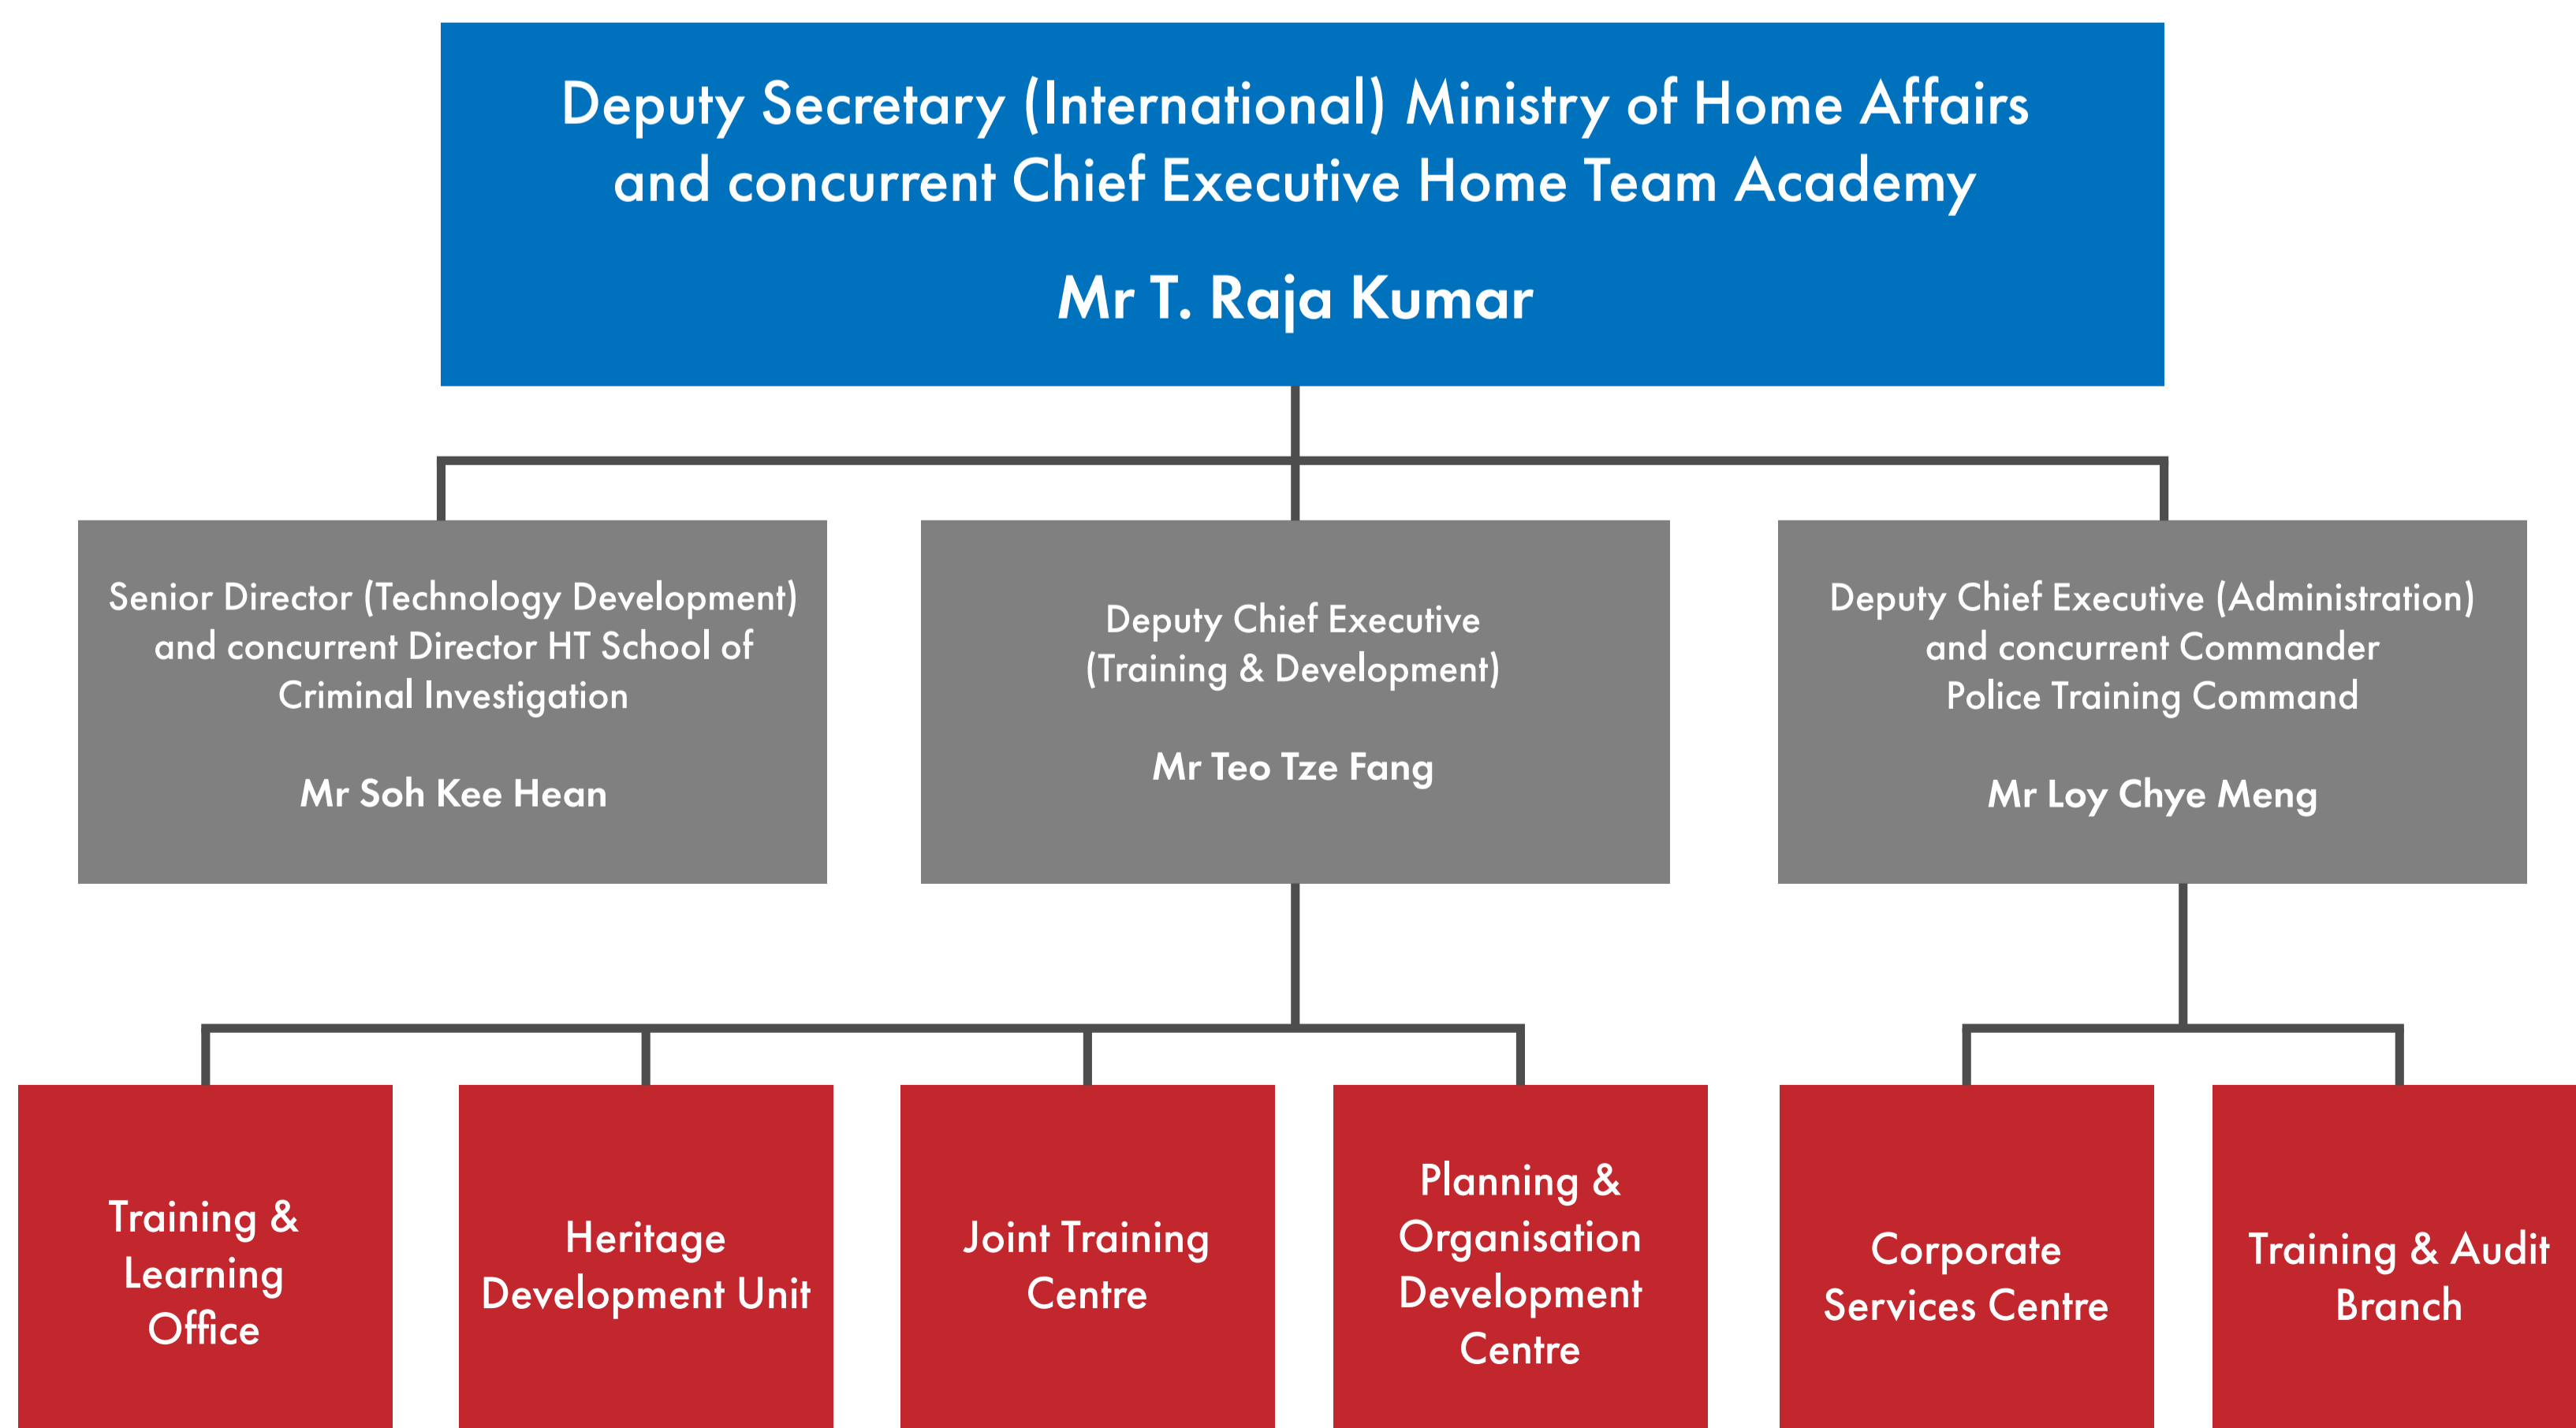 Deputy Secretary (International) Ministry of Home Affairs
and concurrent Chief Executive Home Team Academy
Mr T. Raja Kumar
Senior Director (Technology Development)
and concurrent Director HT School of
Criminal Investigation
Mr Soh Kee Hean
Deputy Chief Executive
(Training & Development)
Mr Teo Tze Fang
Deputy Chief Executive (Administration)
and concurrent Commander
Police Training Command
Mr Loy Chye Meng
Training &
Learning
Office
Heritage
Development Unit
Joint Training
Centre
Planning &
Organisation
Development
Centre
Corporate
Services Centre
Training & Audit
Branch